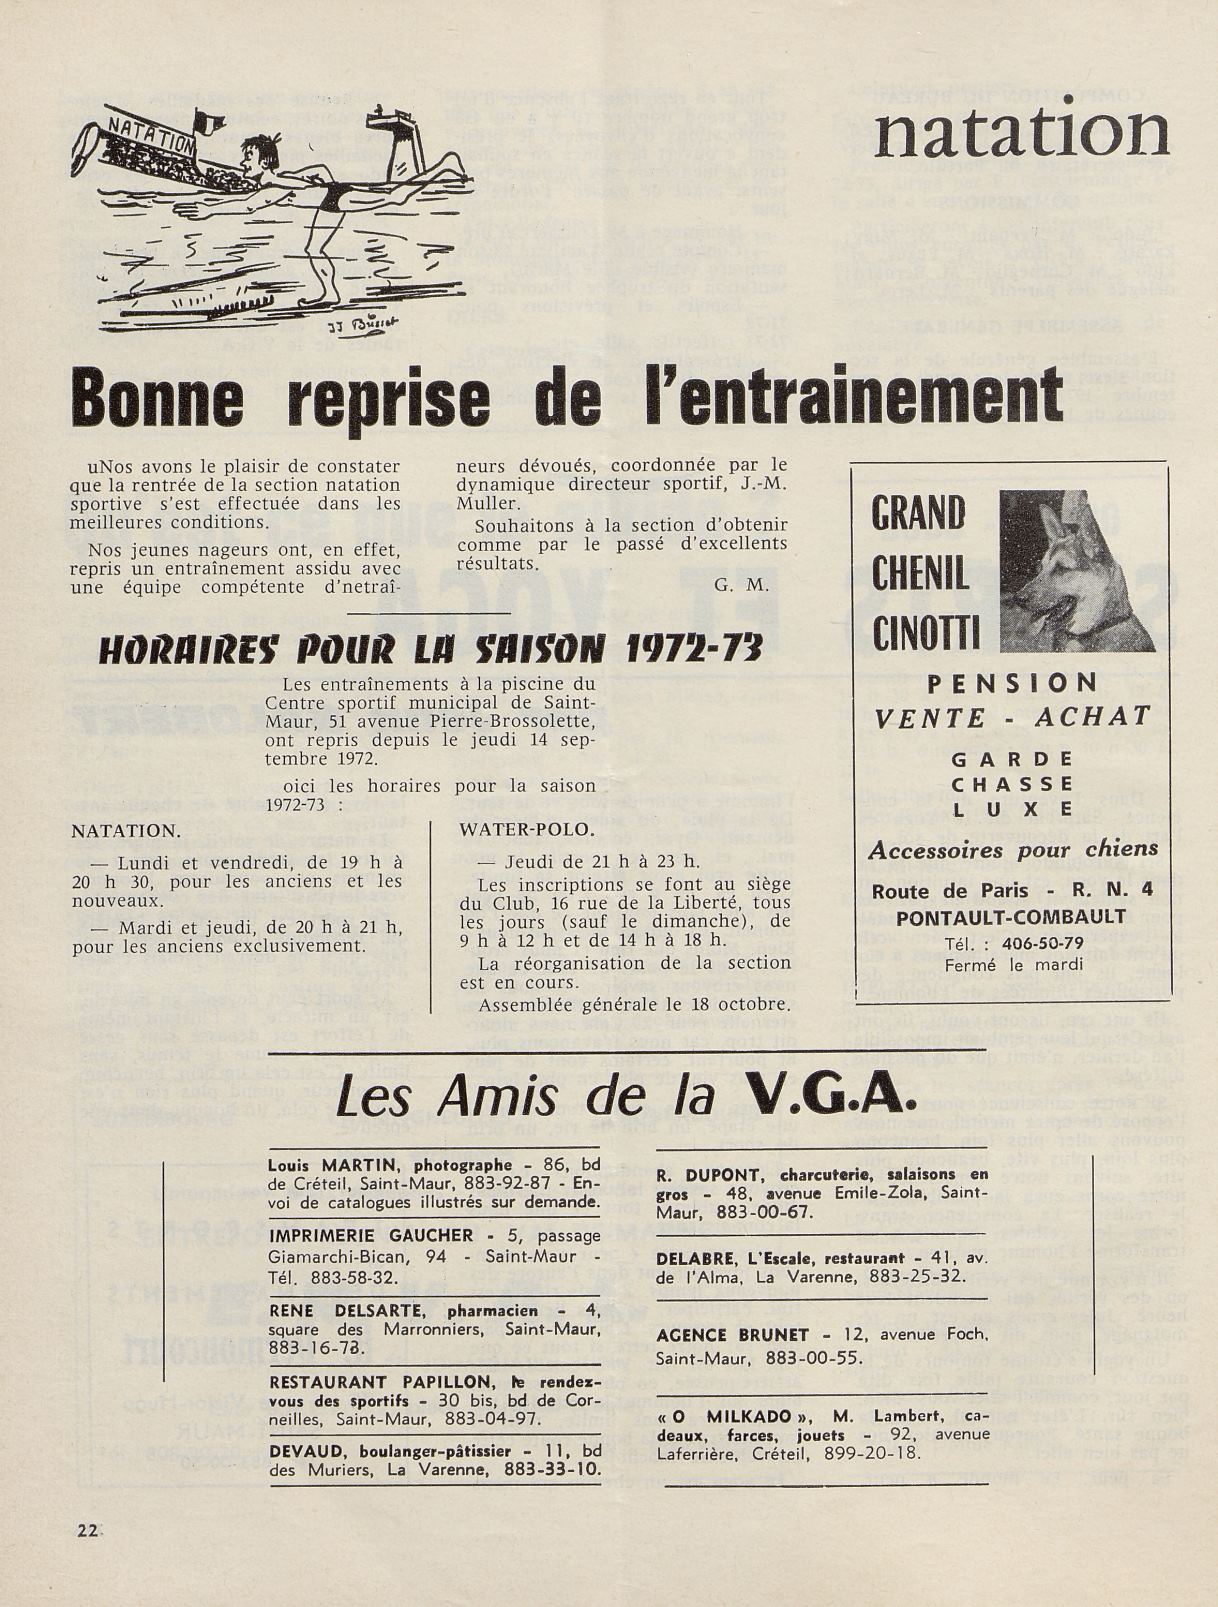 natation
NATATION
JJ Bussot
Bonne reprise de l'entrainement
uNos avons le plaisir de constater
que la rentrée de la section natation
sportive s'est effectuée dans les
meilleures conditions.
Nos jeunes nageurs ont, en effet,
repris un entraînement assidu avec
une équipe compétente d'netraî-
neurs dévoués, coordonnée par le
dynamique directeur sportif, J.-M.
Muller.
Souhaitons à la section d'obtenir
comme par le passé d'excellents
résultats.
G. M.
HORAIRES POUR LA SAISON 1972-73
Les entraînements à la piscine du
Centre sportif municipal de Saint-
Maur, 51 avenue Pierre-Brossolette,
ont repris depuis le jeudi 14 sep-
tembre 1972.
oici les horaires pour la saison
1972-73 :
NATATION.
— Lundi et vendredi, de 19 h à
20 h 30, pour les anciens et les
nouveaux.
— Mardi et jeudi, de 20 h à 21 h,
pour les anciens exclusivement.
WATER-POLO.
— Jeudi de 21 h à 23 h.
Les inscriptions se font au siège
du Club, 16 rue de la Liberté, tous
les jours (sauf le dimanche), de
9 h à 12 h et de 14 h à 18 h.
La réorganisation de la section
est en cours.
Assemblée générale le 18 octobre.
GRAND
CHENIL
CINOTTI
PENSION
VENTE - ACHAT
GARDE
CHASSE
LUXE
Accessoires pour chiens
Route de Paris - R. N. 4
PONTAULT-COMBAULT
Tél. : 406-50-79
Fermé le mardi
Les Amis de la V.G.A.
Louis MARTIN, photographe - 86, bd
de Créteil, Saint-Maur, 883-92-87 - En-
voi de catalogues illustrés sur demande.
IMPRIMERIE GAUCHER - 5, passage
Giamarchi-Bican, 94 - Saint-Maur -
Tél. 883-58-32.
RENE DELSARTE, pharmacien - 4,
square des Marronniers, Saint-Maur,
883-16-73.
RESTAURANT PAPILLON, le rendez-
vous des sportifs - 30 bis, bd de Cor-
neilles, Saint-Maur, 883-04-97.
DEVAUD, boulanger-pâtissier - 11, bd
des Muriers, La Varenne, 883-33-10.
R. DUPONT, charcuterie, salaisons en
gros - 48, avenue Emile-Zola, Saint-
Maur, 883-00-67.
DELABRE, L'Escale, restaurant - 41, av.
de l'Alma, La Varenne, 883-25-32.
AGENCE BRUNET - 12, avenue Foch,
Saint-Maur, 883-00-55.
« O MILKADO », M. Lambert, ca-
deaux, farces, jouets - 92, avenue
Laferrière, Créteil, 899-20-18.
22